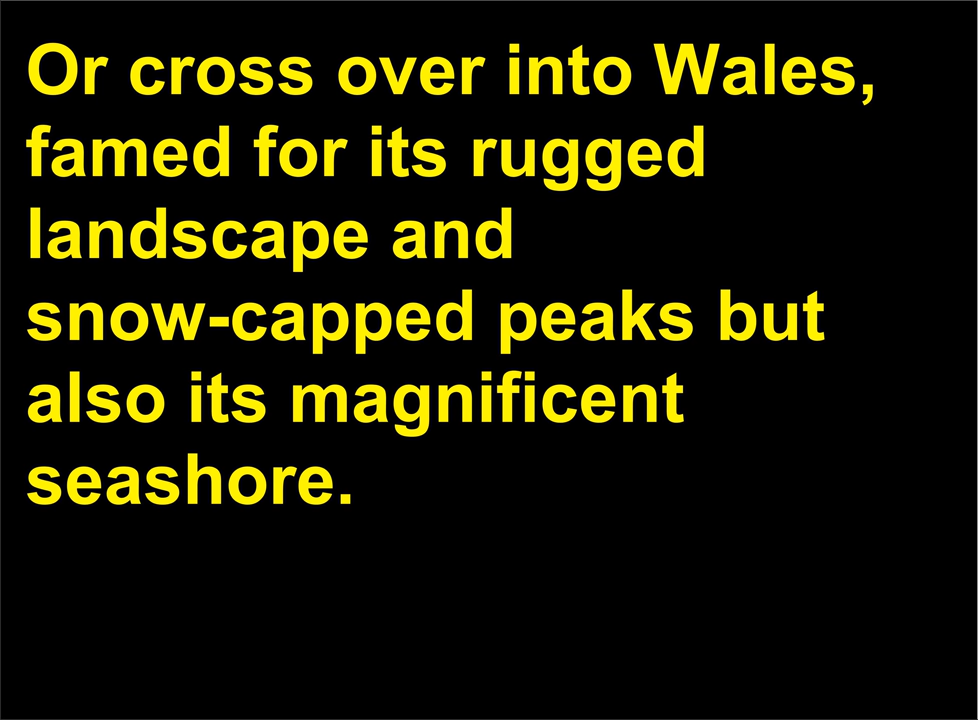 Or cross over into Wales,
famed for its rugged
landscape and
snow-capped peaks but
also its magnificent
seashore.